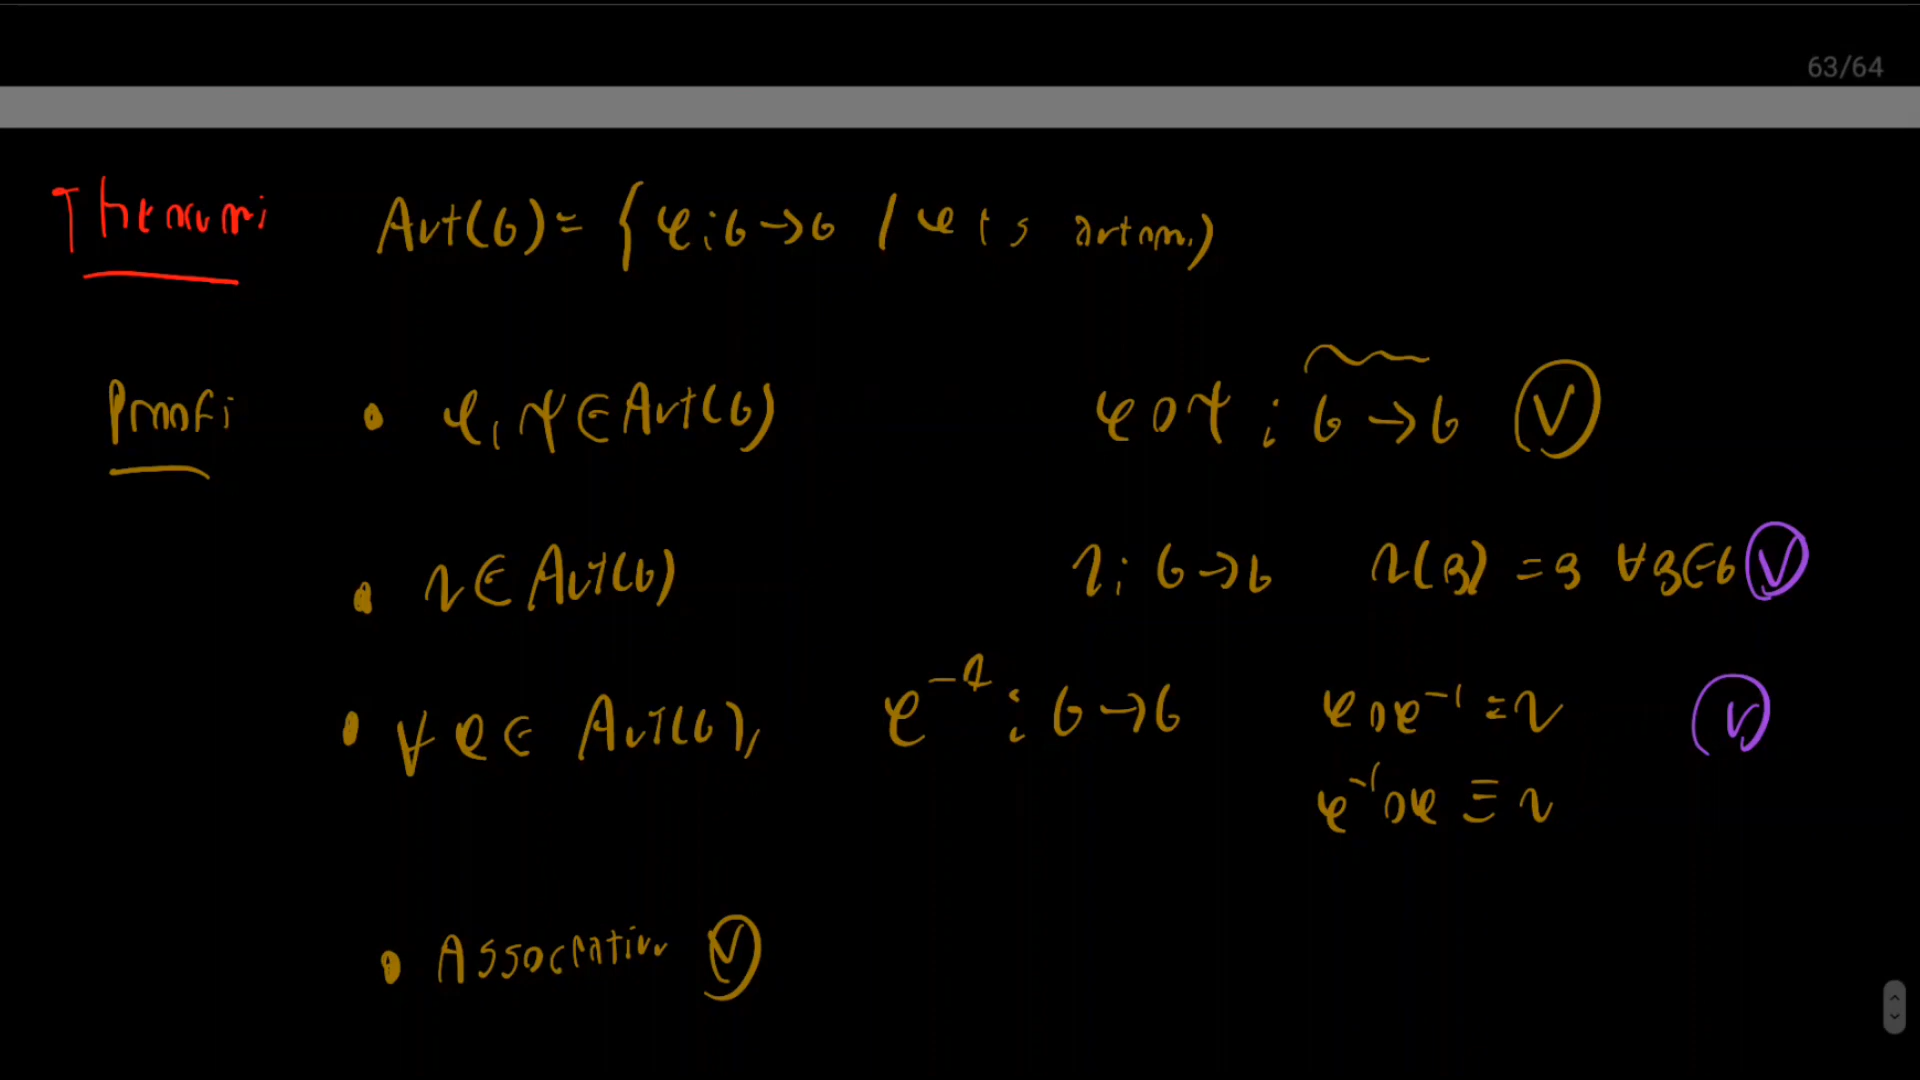 63/64
Theorem: Aut(G) = { φ: G → G / φ is autom. }
Proof: • φ, ψ ∈ Aut(G) φ∘ψ : G → G ✓
• 1 ∈ Aut(G) 1: G → G 1(g) = g ∀g∈G ✓
• ∀ φ ∈ Aut(G), φ⁻¹ : G → G φ∘φ⁻¹ ≡ 1 ✓
φ⁻¹∘φ ≡ 1
• Associative ✓